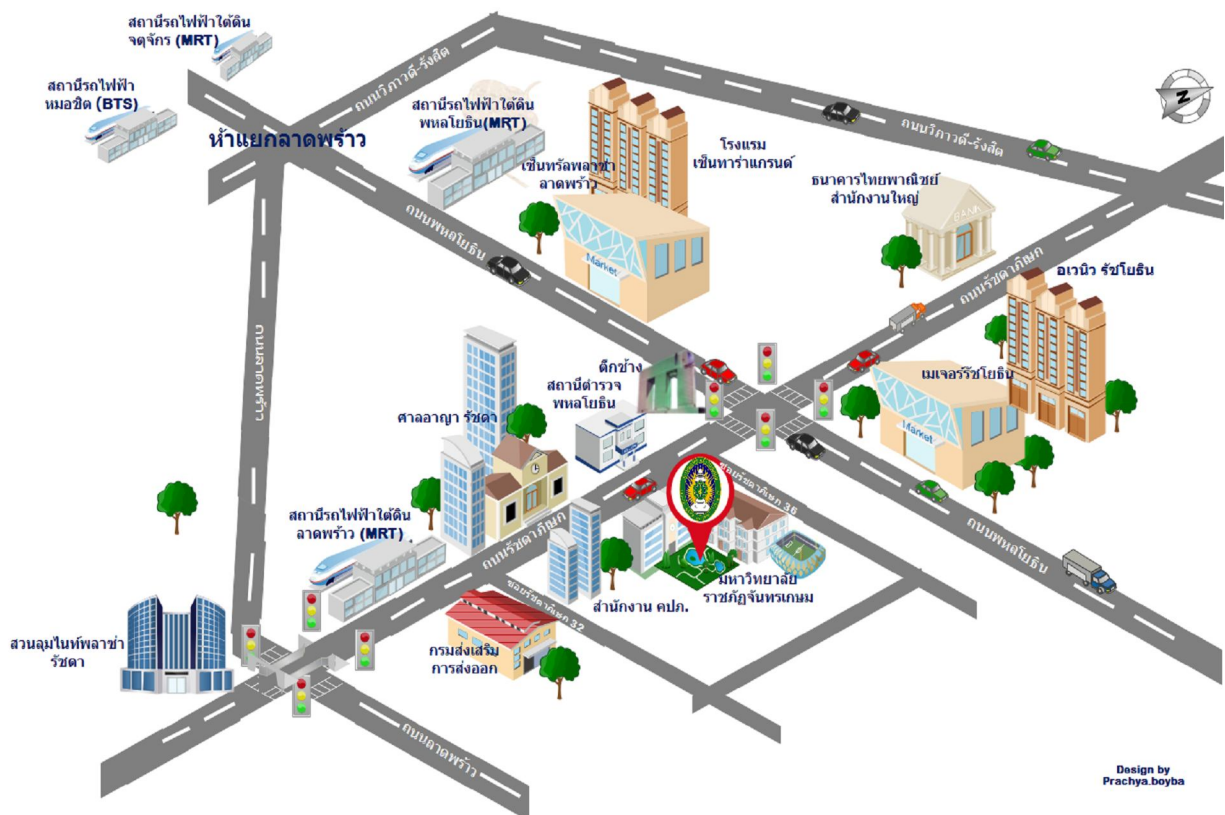 สถานีรถไฟฟ้าใต้ดิน
จตุจักร (MRT)
สถานีรถไฟฟ้า
หมอชิต (BTS)
ห้าแยกลาดพร้าว
ถนนวิภาวดี-รังสิต
สถานีรถไฟฟ้าใต้ดิน
พหลโยธิน(MRT)
เซ็นทรัลพลาซ่า
ลาดพร้าว
Market
โรงแรม
เซ็นทาร่าแกรนด์
ถนนวิภาวดี-รังสิต
N
ธนาคารไทยพาณิชย์
สำนักงานใหญ่
BANK
ถนนพหลโยธิน
ถนนรัชดาภิเษก
อเวนิว รัชโยธิน
เมเจอร์รัชโยธิน
Market
ถนนลาดพร้าว
ตึกช้าง
สถานีตำรวจ
พหลโยธิน
ศาลอาญา รัชดา
ซอยรัชดาภิเษก 36
สถานีรถไฟฟ้าใต้ดิน
ลาดพร้าว (MRT)
ถนนรัชดาภิเษก
ถนนพหลโยธิน
มหาวิทยาลัย
ราชภัฏจันทรเกษม
สำนักงาน คปภ.
ซอยรัชดาภิเษก 32
กรมส่งเสริม
การส่งออก
สวนลุมไนท์พลาซ่า
รัชดา
ถนนลาดพร้าว
Design by
Prachya.boyba